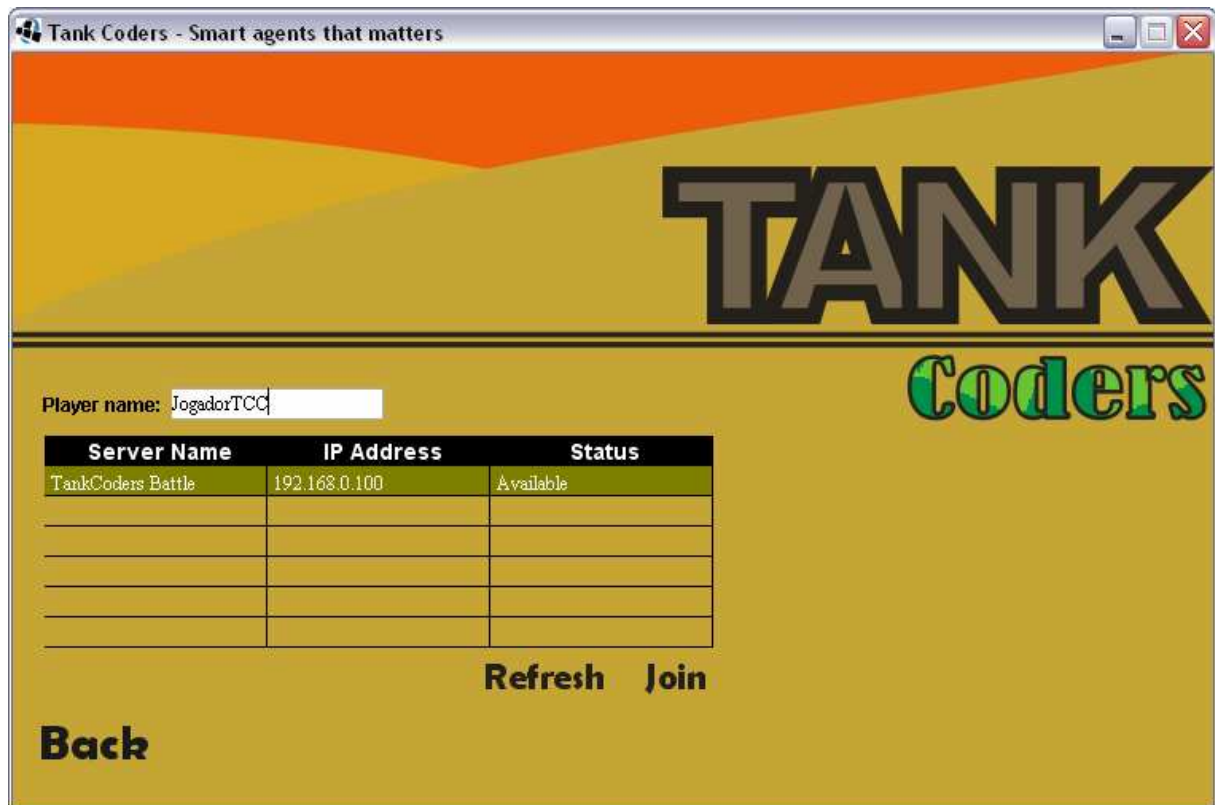 Tank Coders - Smart agents that matters
TANK
Coders
Player name: JogadorTCC
Server Name IP Address Status
TankCoders Battle 192.168.0.100 Available
Refresh Join
Back